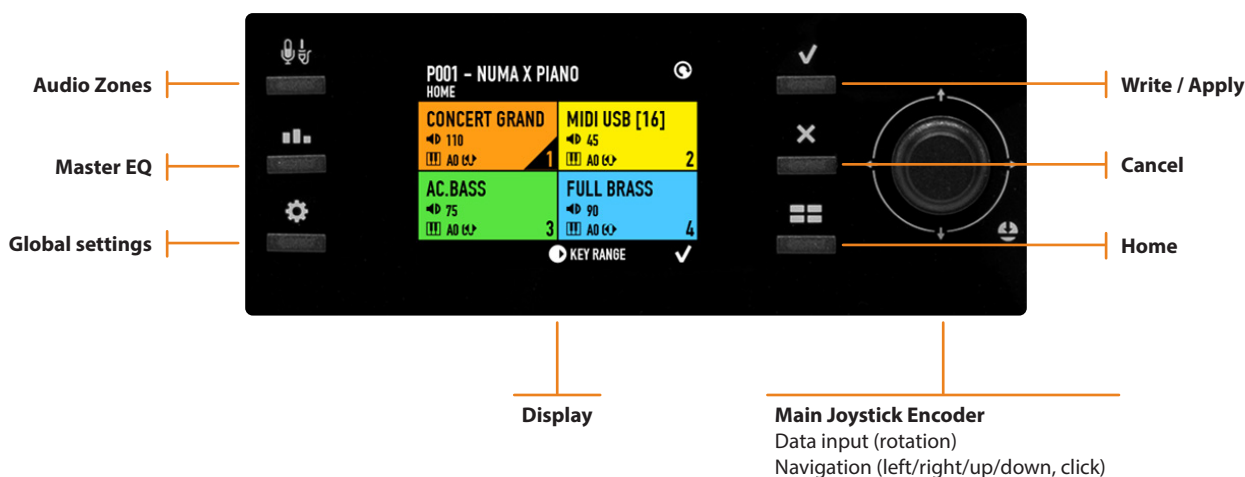 Audio Zones
Master EQ
Global settings
P001 - NUMA X PIANO
HOME
CONCERT GRAND
110
A0
1
MIDI USB [16]
45
A0
2
AC.BASS
75
A0
3
FULL BRASS
90
A0
4
KEY RANGE
Write / Apply
Cancel
Home
Display
Main Joystick Encoder
Data input (rotation)
Navigation (left/right/up/down, click)